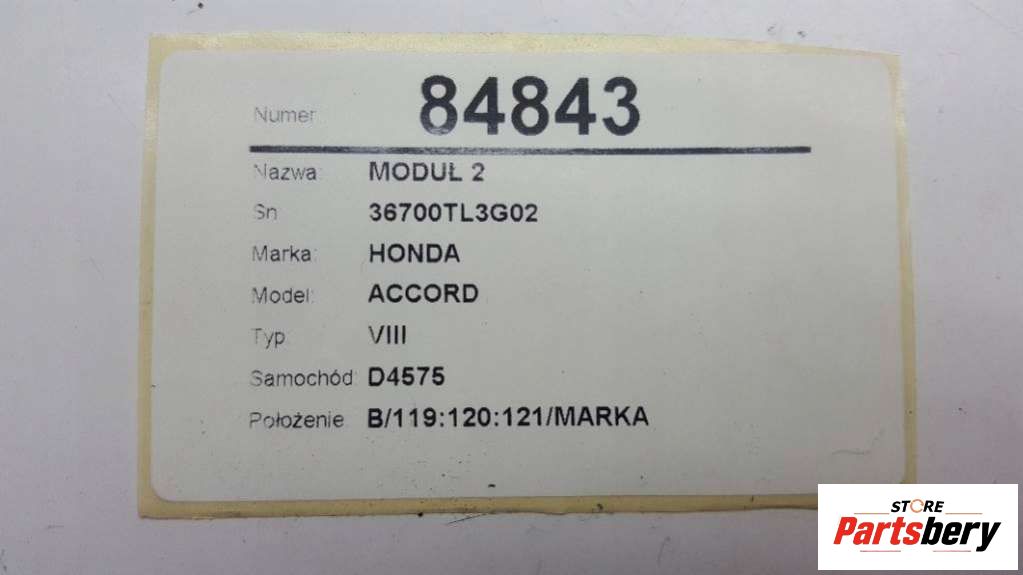 Numer 84843
Nazwa: MODUŁ 2
Sn 36700TL3G02
Marka: HONDA
Model: ACCORD
Typ VIII
Samochód: D4575
Położenie: B/119:120:121/MARKA
STORE
Partsbery